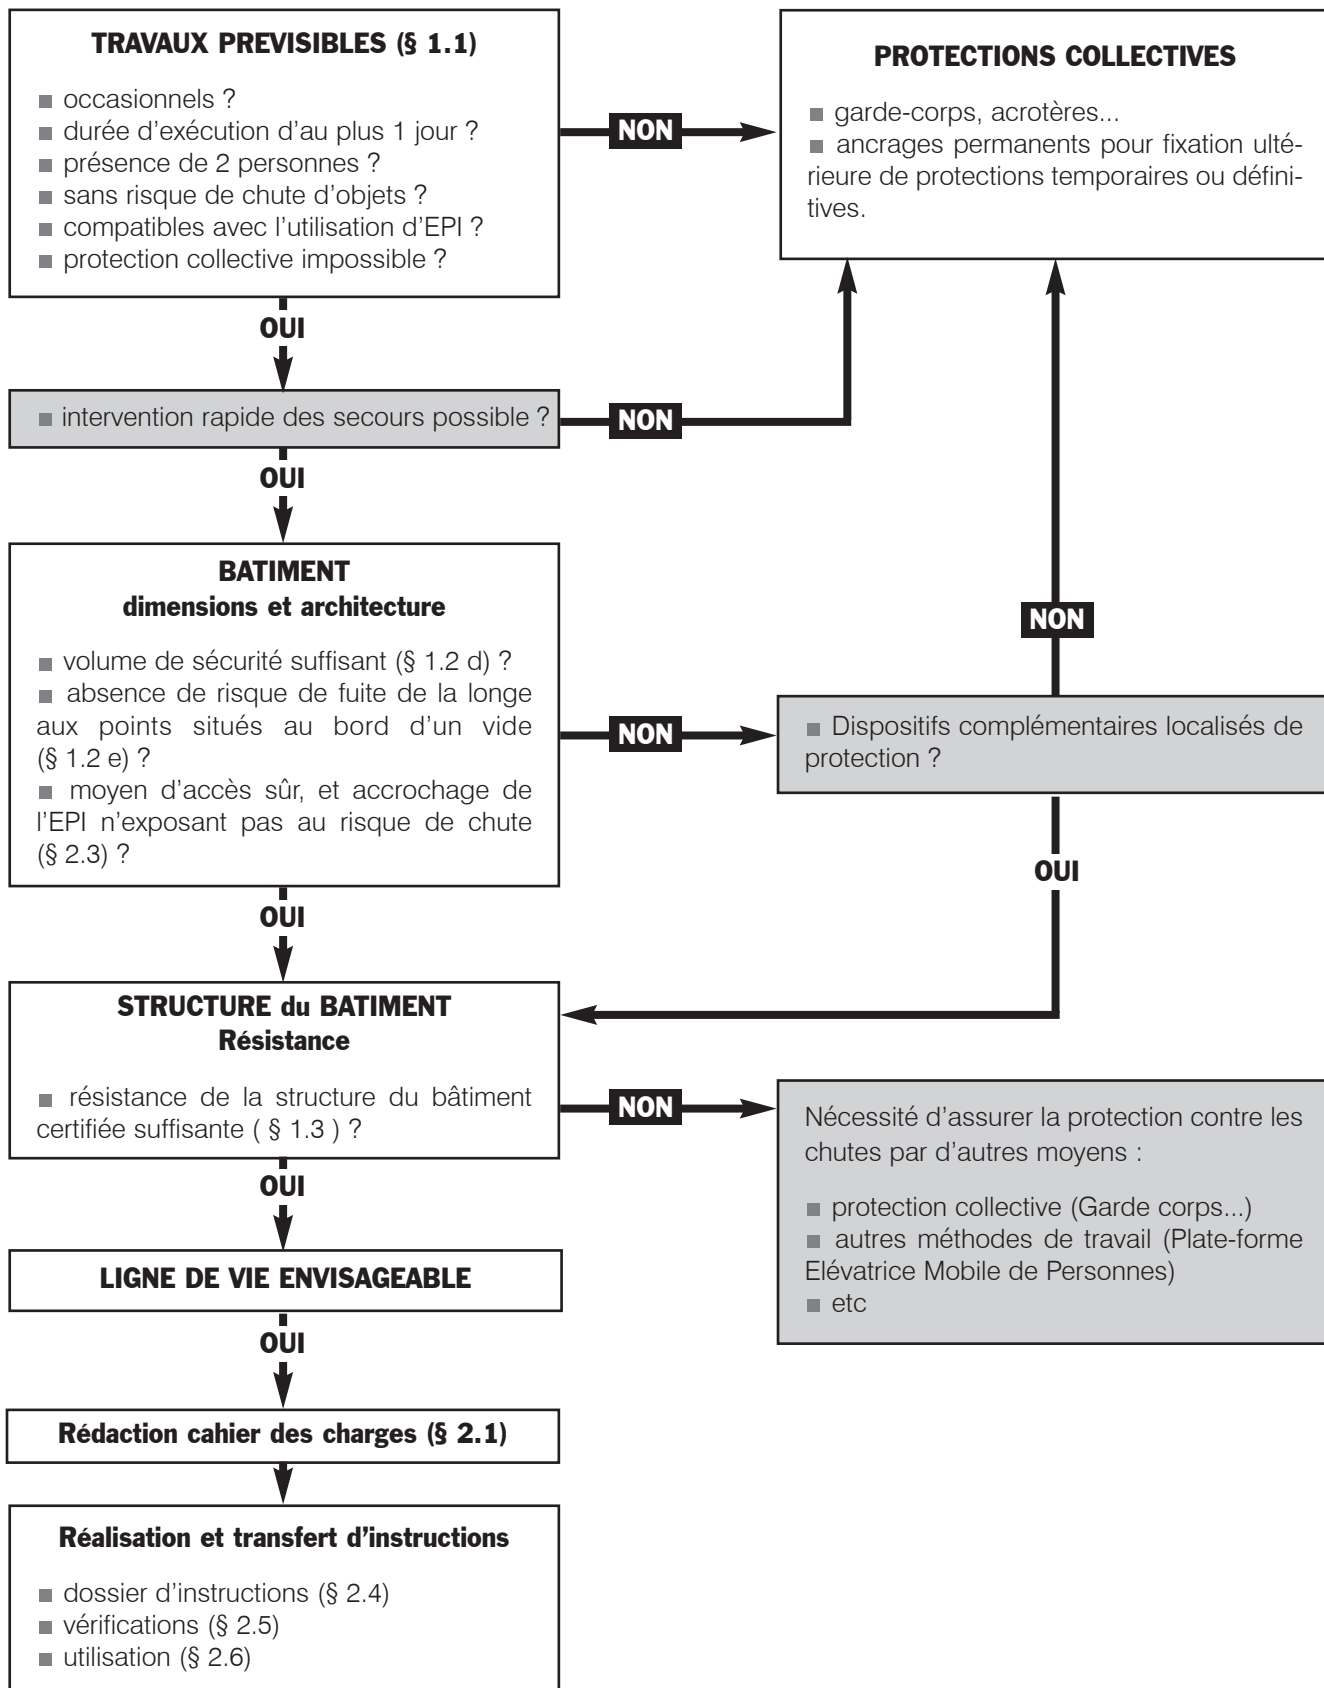 TRAVAUX PREVISIBLES (§ 1.1)
■ occasionnels ?
■ durée d'exécution d'au plus 1 jour ?
■ présence de 2 personnes ?
■ sans risque de chute d'objets ?
■ compatibles avec l'utilisation d'EPI ?
■ protection collective impossible ?
NON
PROTECTIONS COLLECTIVES
■ garde-corps, acrotères...
■ ancrages permanents pour fixation ulté-
rieure de protections temporaires ou défini-
tives.
OUI
■ intervention rapide des secours possible ?
NON
OUI
BATIMENT
dimensions et architecture
■ volume de sécurité suffisant (§ 1.2 d) ?
■ absence de risque de fuite de la longe
aux points situés au bord d'un vide
(§ 1.2 e) ?
■ moyen d'accès sûr, et accrochage de
l'EPI n'exposant pas au risque de chute
(§ 2.3) ?
NON
NON
■ Dispositifs complémentaires localisés de
protection ?
OUI
OUI
STRUCTURE du BATIMENT
Résistance
■ résistance de la structure du bâtiment
certifiée suffisante ( § 1.3 ) ?
NON
Nécessité d'assurer la protection contre les
chutes par d'autres moyens :
■ protection collective (Garde corps...)
■ autres méthodes de travail (Plate-forme
Elévatrice Mobile de Personnes)
■ etc
OUI
LIGNE DE VIE ENVISAGEABLE
OUI
Rédaction cahier des charges (§ 2.1)
Réalisation et transfert d'instructions
■ dossier d'instructions (§ 2.4)
■ vérifications (§ 2.5)
■ utilisation (§ 2.6)